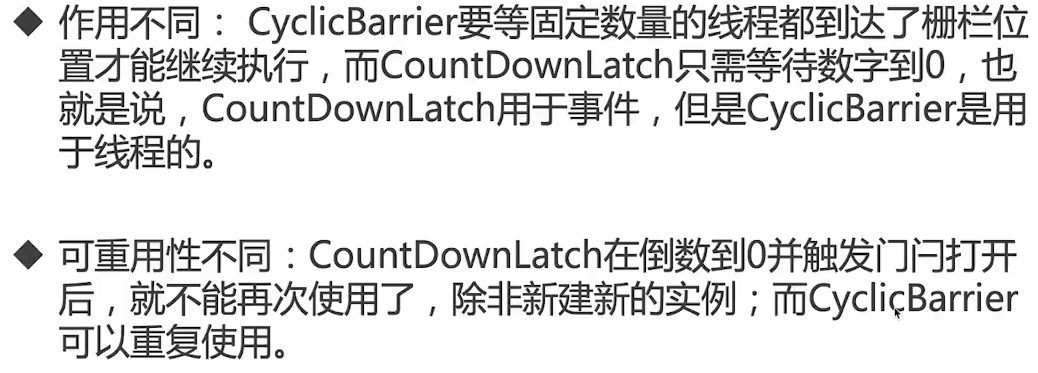 ◆ 作用不同： CyclicBarrier要等固定数量的线程都到达了栅栏位
置才能继续执行，而CountDownLatch只需等待数字到0，也
就是说，CountDownLatch用于事件，但是CyclicBarrier是用
于线程的。
◆ 可重用性不同：CountDownLatch在倒数到0并触发门闩打开
后，就不能再次使用了，除非新建新的实例；而CyclicBarrier
可以重复使用。